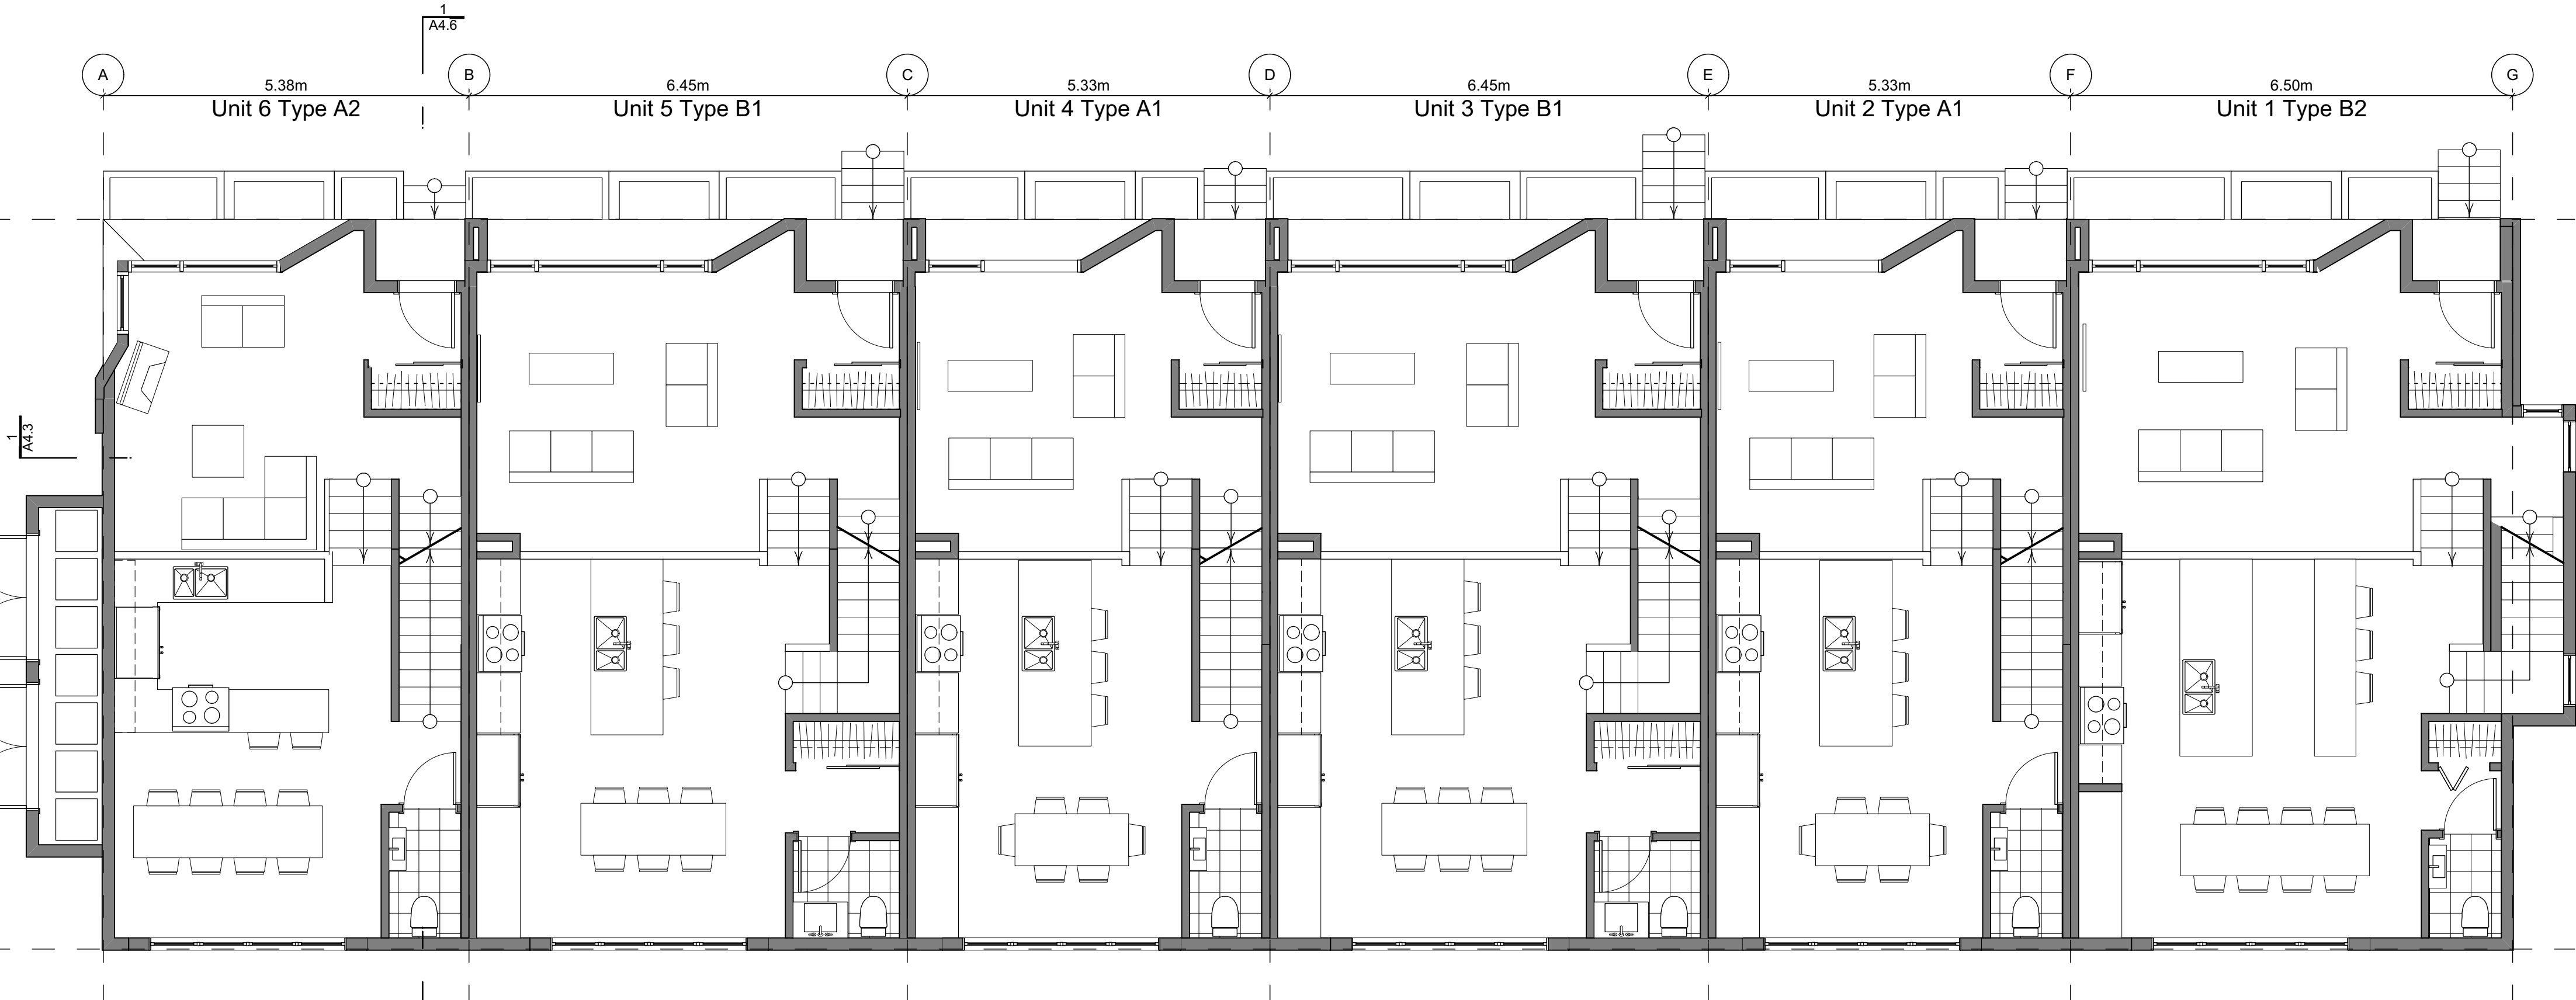 1
A4.6
A
B
C
D
E
F
G
5.38m
6.45m
5.33m
6.45m
5.33m
6.50m
Unit 6 Type A2
Unit 5 Type B1
Unit 4 Type A1
Unit 3 Type B1
Unit 2 Type A1
Unit 1 Type B2
1
A4.3